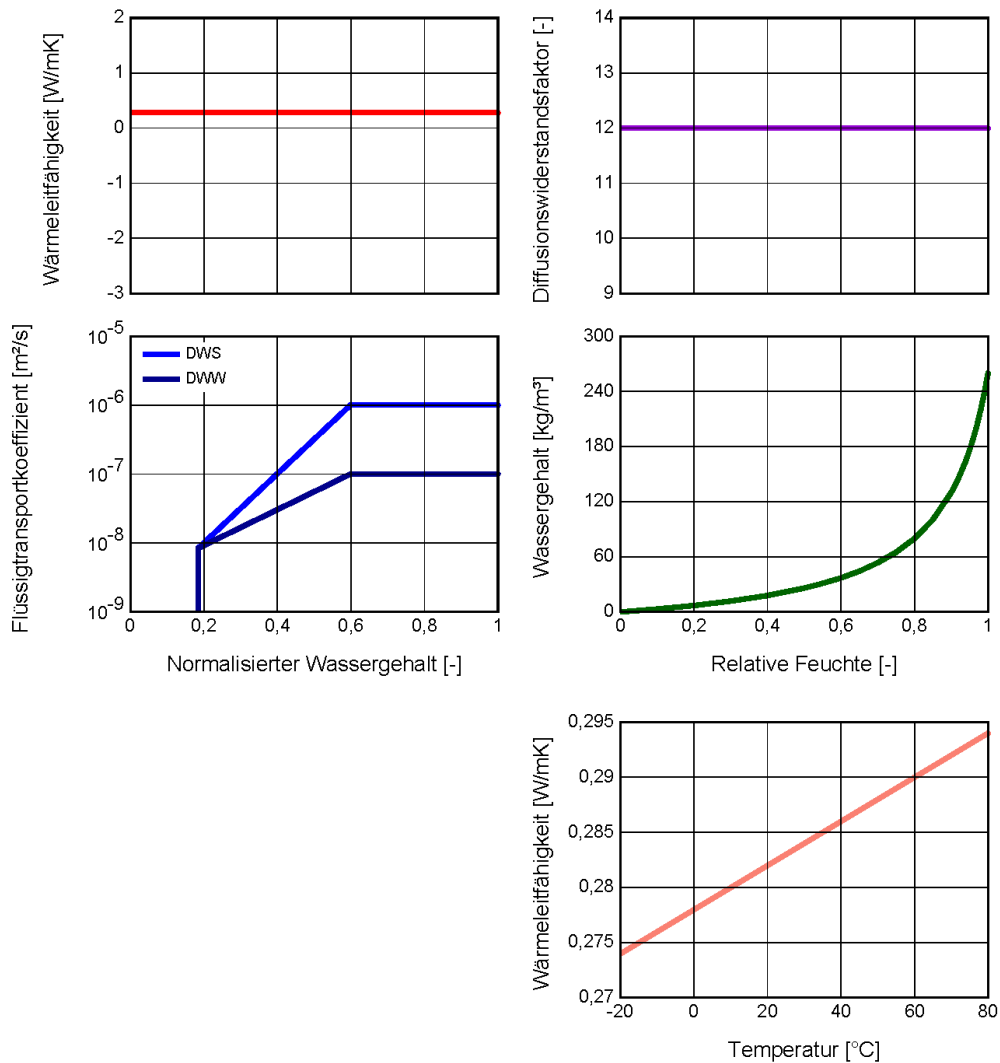 Wärmeleitfähigkeit [W/mK]
2
1
0
-1
-2
-3
Diffusionswiderstandsfaktor [-]
14
13
12
11
10
9
Flüssigtransportkoeffizient [m²/s]
10⁻⁵
10⁻⁶
10⁻⁷
10⁻⁸
10⁻⁹
DWS
DWW
0 0,2 0,4 0,6 0,8 1
Normalisierter Wassergehalt [-]
Wassergehalt [kg/m³]
300
240
180
120
60
0
0 0,2 0,4 0,6 0,8 1
Relative Feuchte [-]
Wärmeleitfähigkeit [W/mK]
0,295
0,29
0,285
0,28
0,275
0,27
-20 0 20 40 60 80
Temperatur [°C]